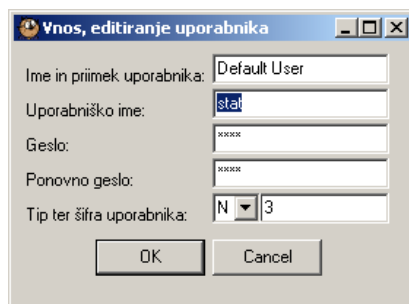 Vnos, editiranje uporabnika
Ime in priimek uporabnika: Default User
Uporabniško ime: stat
Geslo: ****
Ponovno geslo: ****
Tip ter šifra uporabnika: N 3
OK Cancel